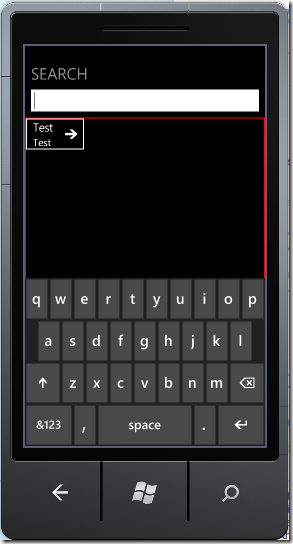 SEARCH
Test
Test
q w e r t y u i o p
a s d f g h j k l
z x c v b n m
&123 , space .